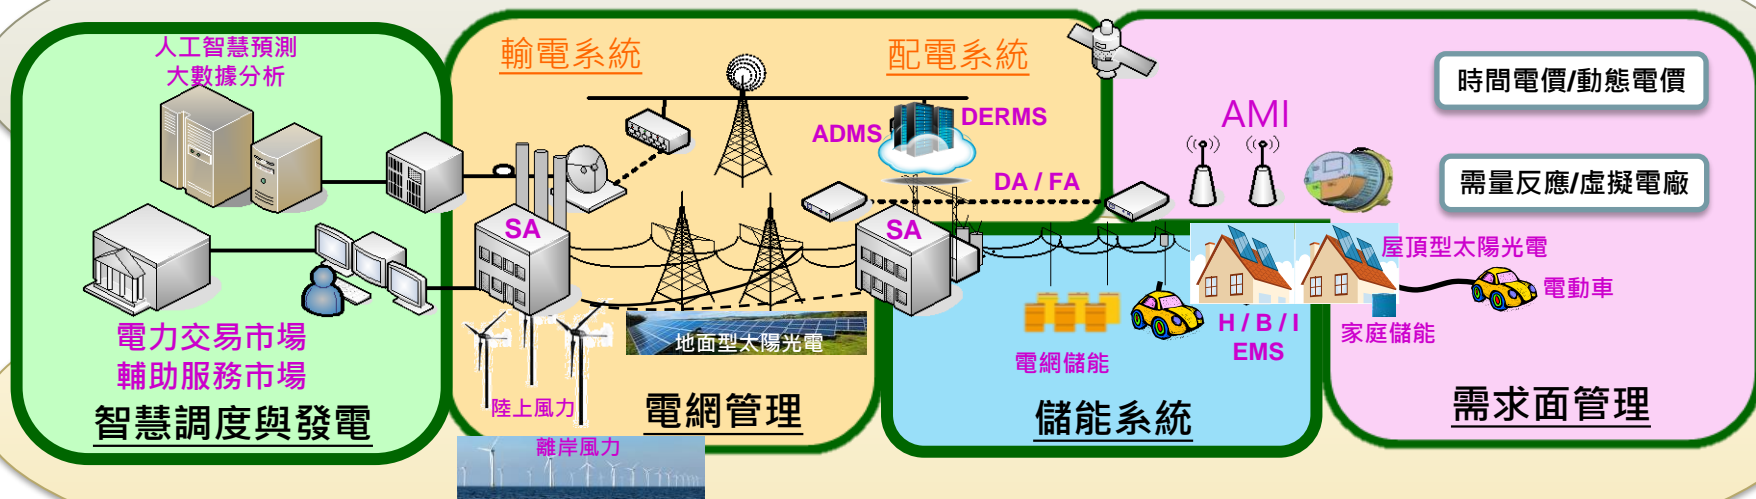 人工智慧預測
大數據分析
電力交易市場
輔助服務市場
智慧調度與發電
輸電系統
配電系統
ADMS
DERMS
DA / FA
SA
SA
地面型太陽光電
陸上風力
離岸風力
電網管理
電網儲能
H / B / I
EMS
儲能系統
AMI
時間電價/動態電價
需量反應/虛擬電廠
屋頂型太陽光電
電動車
家庭儲能
需求面管理